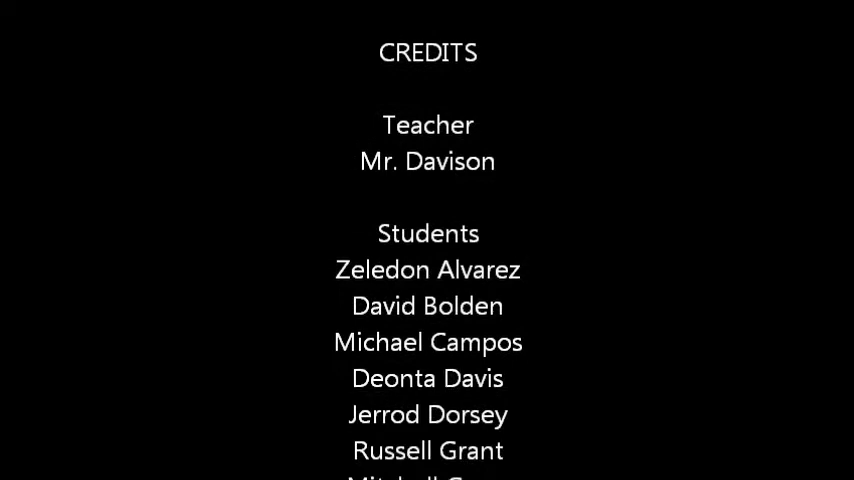 CREDITS
Teacher
Mr. Davison
Students
Zeledon Alvarez
David Bolden
Michael Campos
Deonta Davis
Jerrod Dorsey
Russell Grant